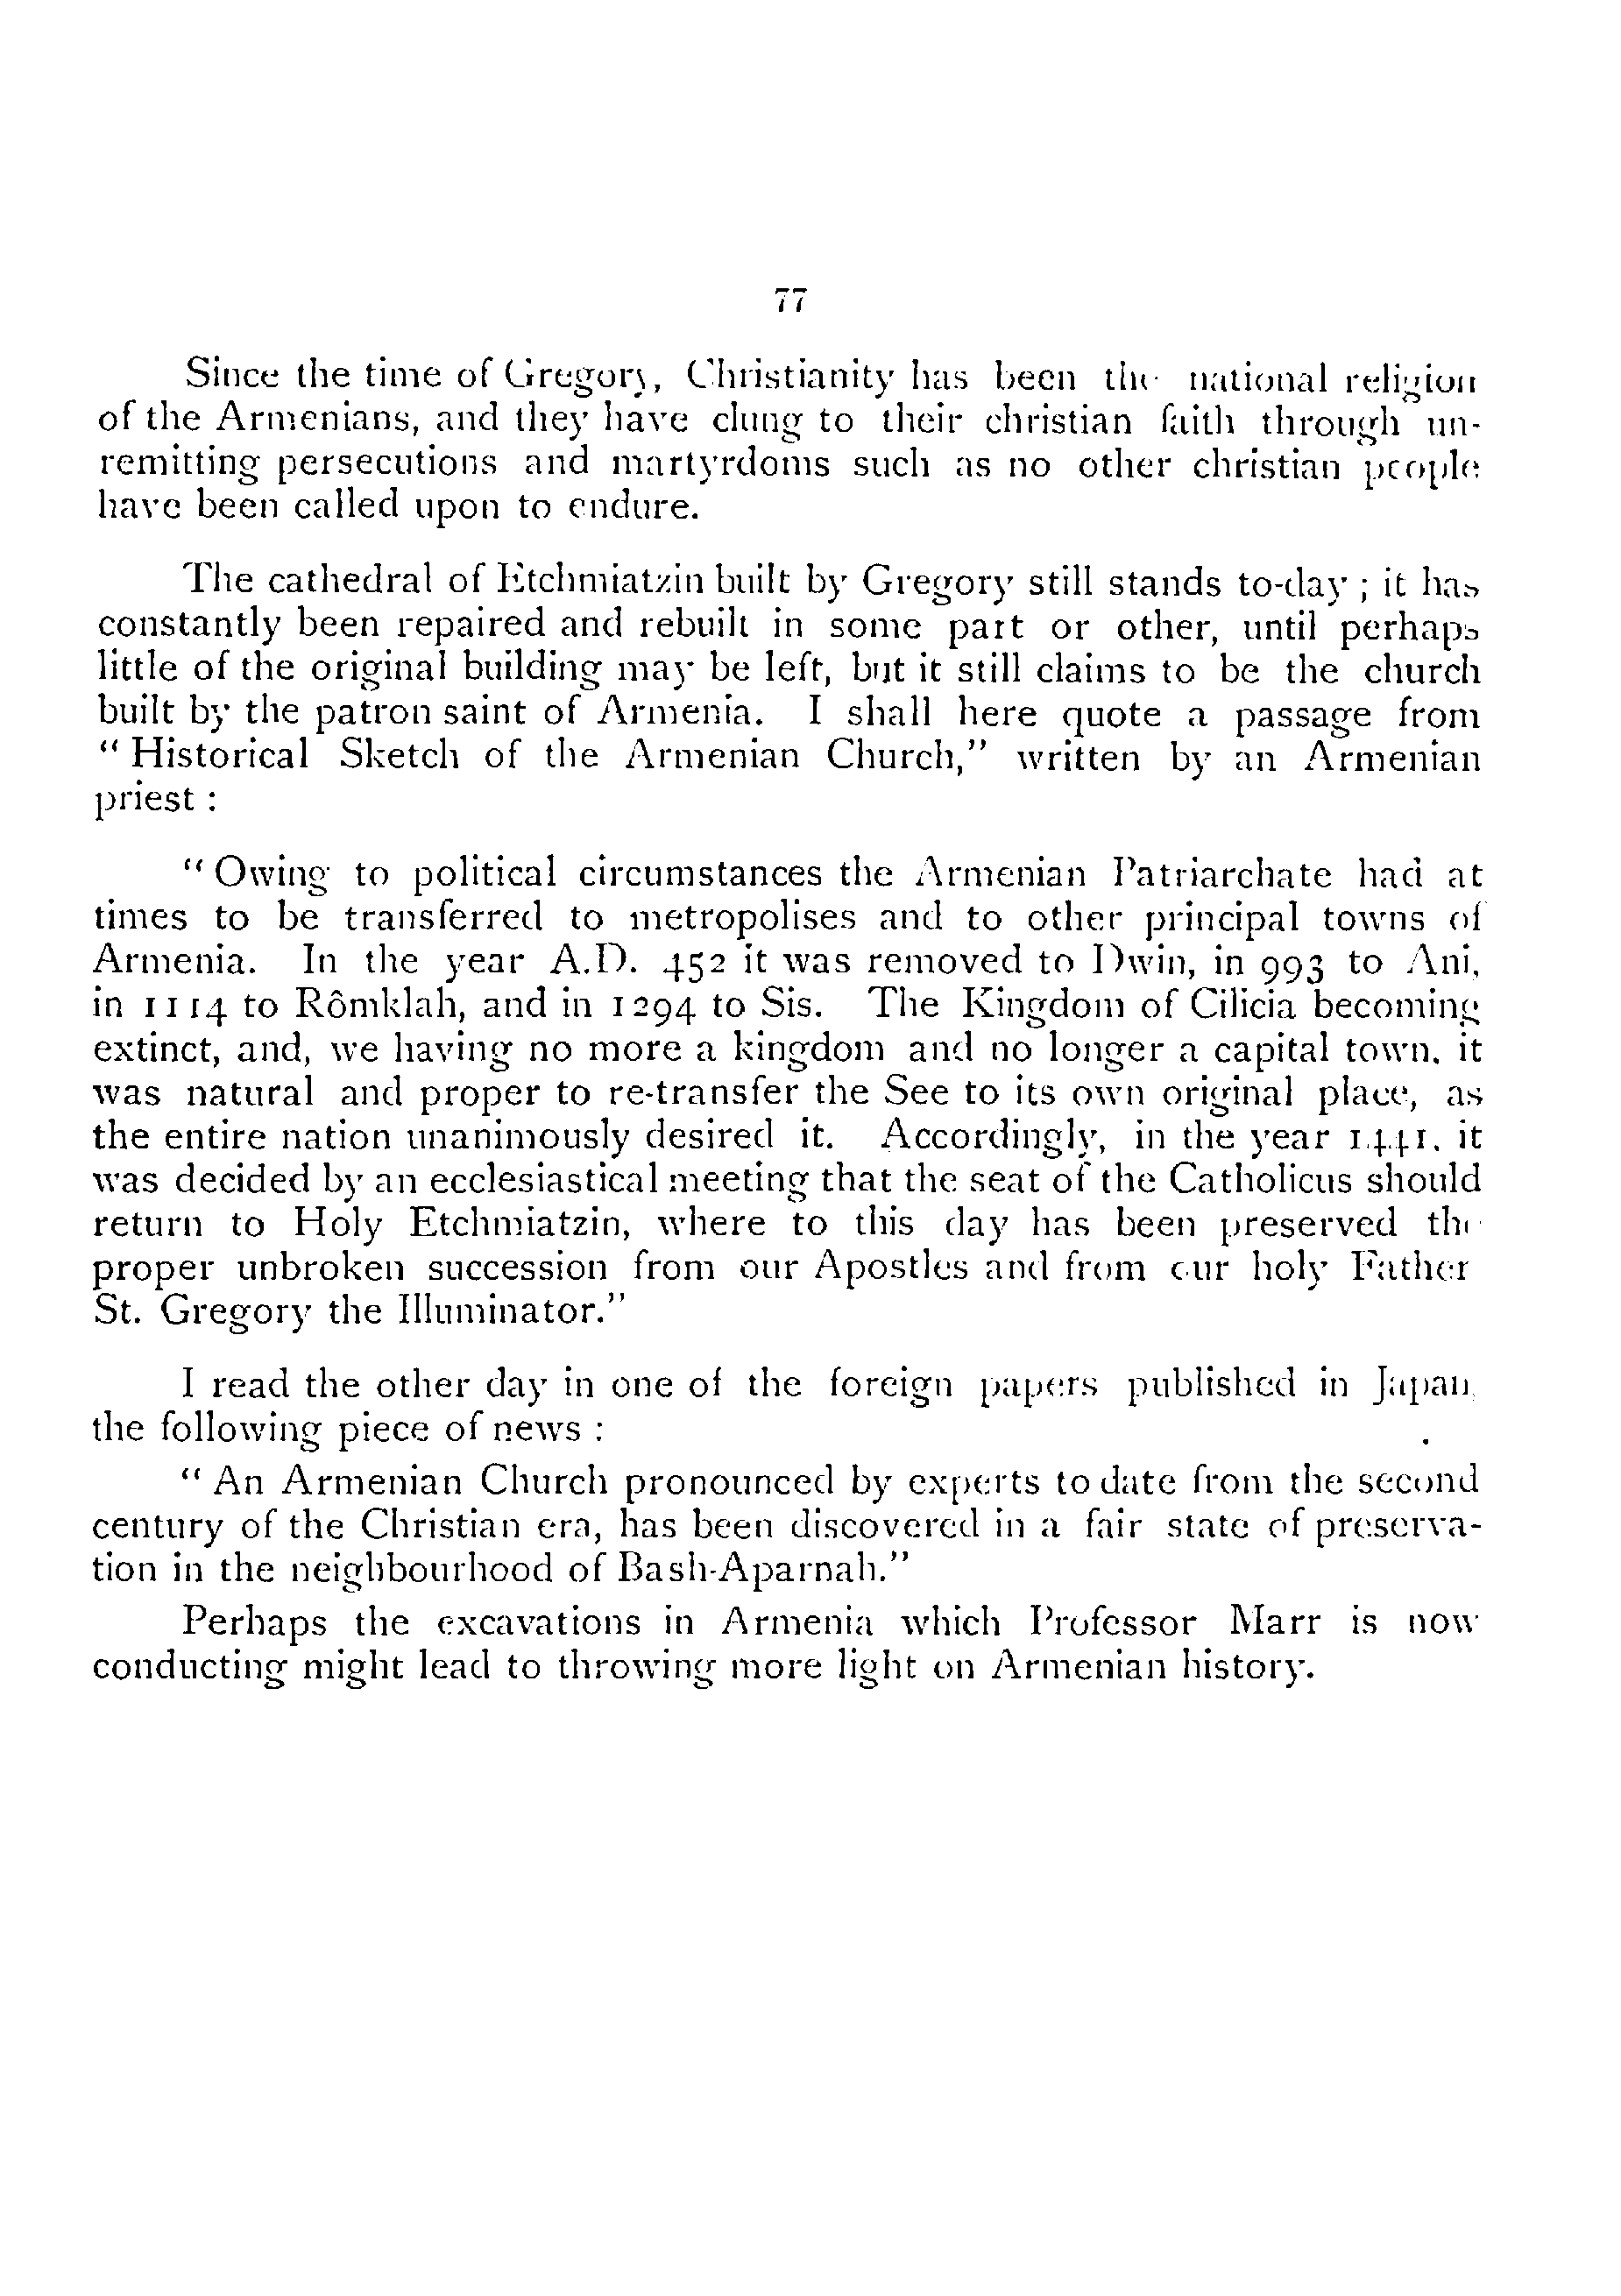 77
Since the time of Gregory, Christianity has been the national religion
of the Armenians, and they have clung to their christian faith through un-
remitting persecutions and martyrdoms such as no other christian people
have been called upon to endure.
The cathedral of Etchmiatzin built by Gregory still stands to-day ; it has
constantly been repaired and rebuilt in some part or other, until perhaps
little of the original building may be left, but it still claims to be the church
built by the patron saint of Armenia. I shall here quote a passage from
“ Historical Sketch of the Armenian Church,” written by an Armenian
priest :
“ Owing to political circumstances the Armenian Patriarchate had at
times to be transferred to metropolises and to other principal towns of
Armenia. In the year A.D. 452 it was removed to Dwin, in 993 to Ani,
in 1114 to Rômklah, and in 1294 to Sis. The Kingdom of Cilicia becoming
extinct, and, we having no more a kingdom and no longer a capital town, it
was natural and proper to re-transfer the See to its own original place, as
the entire nation unanimously desired it. Accordingly, in the year 1441, it
was decided by an ecclesiastical meeting that the seat of the Catholicus should
return to Holy Etchmiatzin, where to this day has been preserved the
proper unbroken succession from our Apostles and from our holy Father
St. Gregory the Illuminator.”
I read the other day in one of the foreign papers published in Japan,
the following piece of news :
“ An Armenian Church pronounced by experts to date from the second
century of the Christian era, has been discovered in a fair state of preserva-
tion in the neighbourhood of Bash-Aparnah.”
Perhaps the excavations in Armenia which Professor Marr is now
conducting might lead to throwing more light on Armenian history.